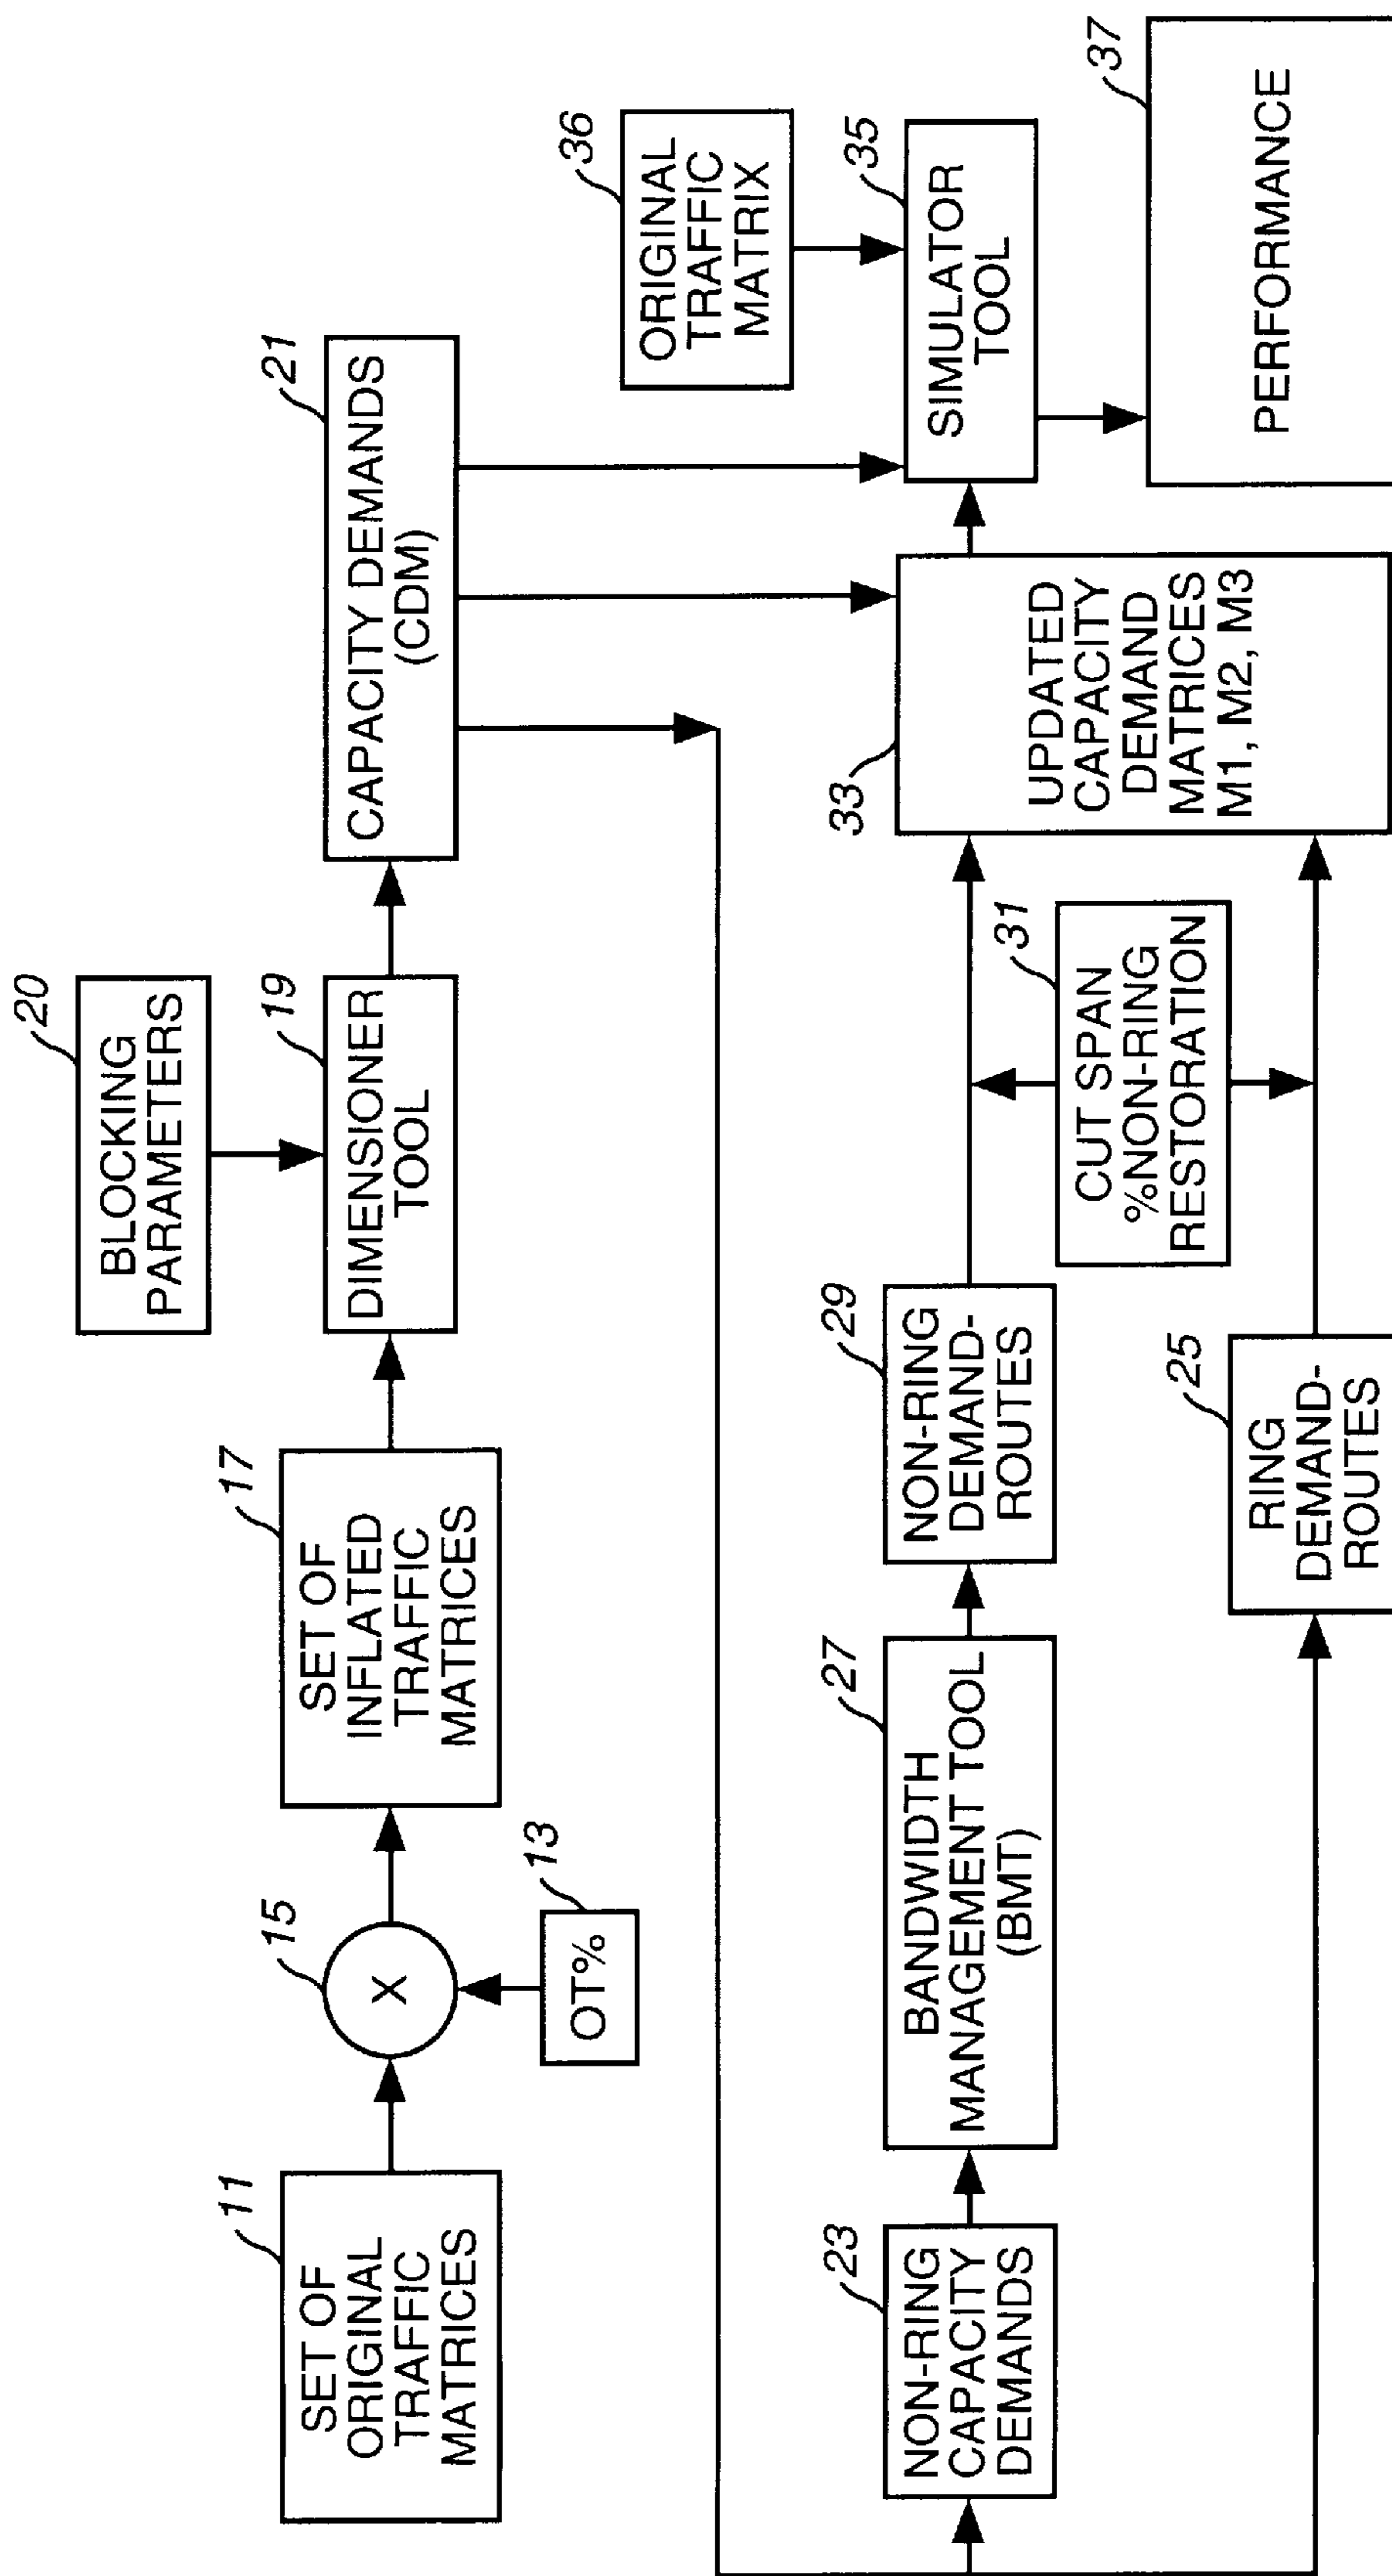 20
BLOCKING
PARAMETERS
11
SET OF
ORIGINAL
TRAFFIC
MATRICES
15
X
13
OT%
17
SET OF
INFLATED
TRAFFIC
MATRICES
19
DIMENSIONER
TOOL
21
CAPACITY DEMANDS
(CDM)
36
ORIGINAL
TRAFFIC
MATRIX
23
NON-RING
CAPACITY
DEMANDS
27
BANDWIDTH
MANAGEMENT TOOL
(BMT)
29
NON-RING
DEMAND-
ROUTES
31
CUT SPAN
%NON-RING
RESTORATION
33
UPDATED
CAPACITY
DEMAND
MATRICES
M1, M2, M3
35
SIMULATOR
TOOL
25
RING
DEMAND-
ROUTES
37
PERFORMANCE